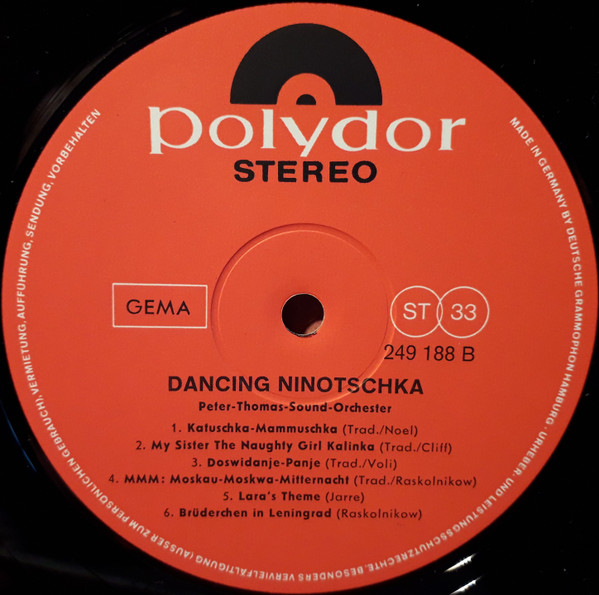 polydor
STEREO
GEMA
ST 33
249 188 B
DANCING NINOTSCHKA
Peter-Thomas-Sound-Orchester
1. Katuschka-Mammuschka (Trad./Noel)
2. My Sister The Naughty Girl Kalinka (Trad./Cliff)
3. Doswidanje-Panje (Trad./Voli)
4. MMM: Moskau-Moskwa-Mitternacht (Trad./Raskolnikow)
5. Lara's Theme (Jarre)
6. Brüderchen in Leningrad (Raskolnikow)
MADE IN GERMANY BY DEUTSCHE GRAMMOPHON HAMBURG · URHEBER- UND LEISTUNGSSCHUTZRECHTE, BESONDERS VERVIELFÄLTIGUNG (AUSSER ZUM PERSÖNLICHEN GEBRAUCH), VERMIETUNG, AUFFÜHRUNG, SENDUNG, VORBEHALTEN